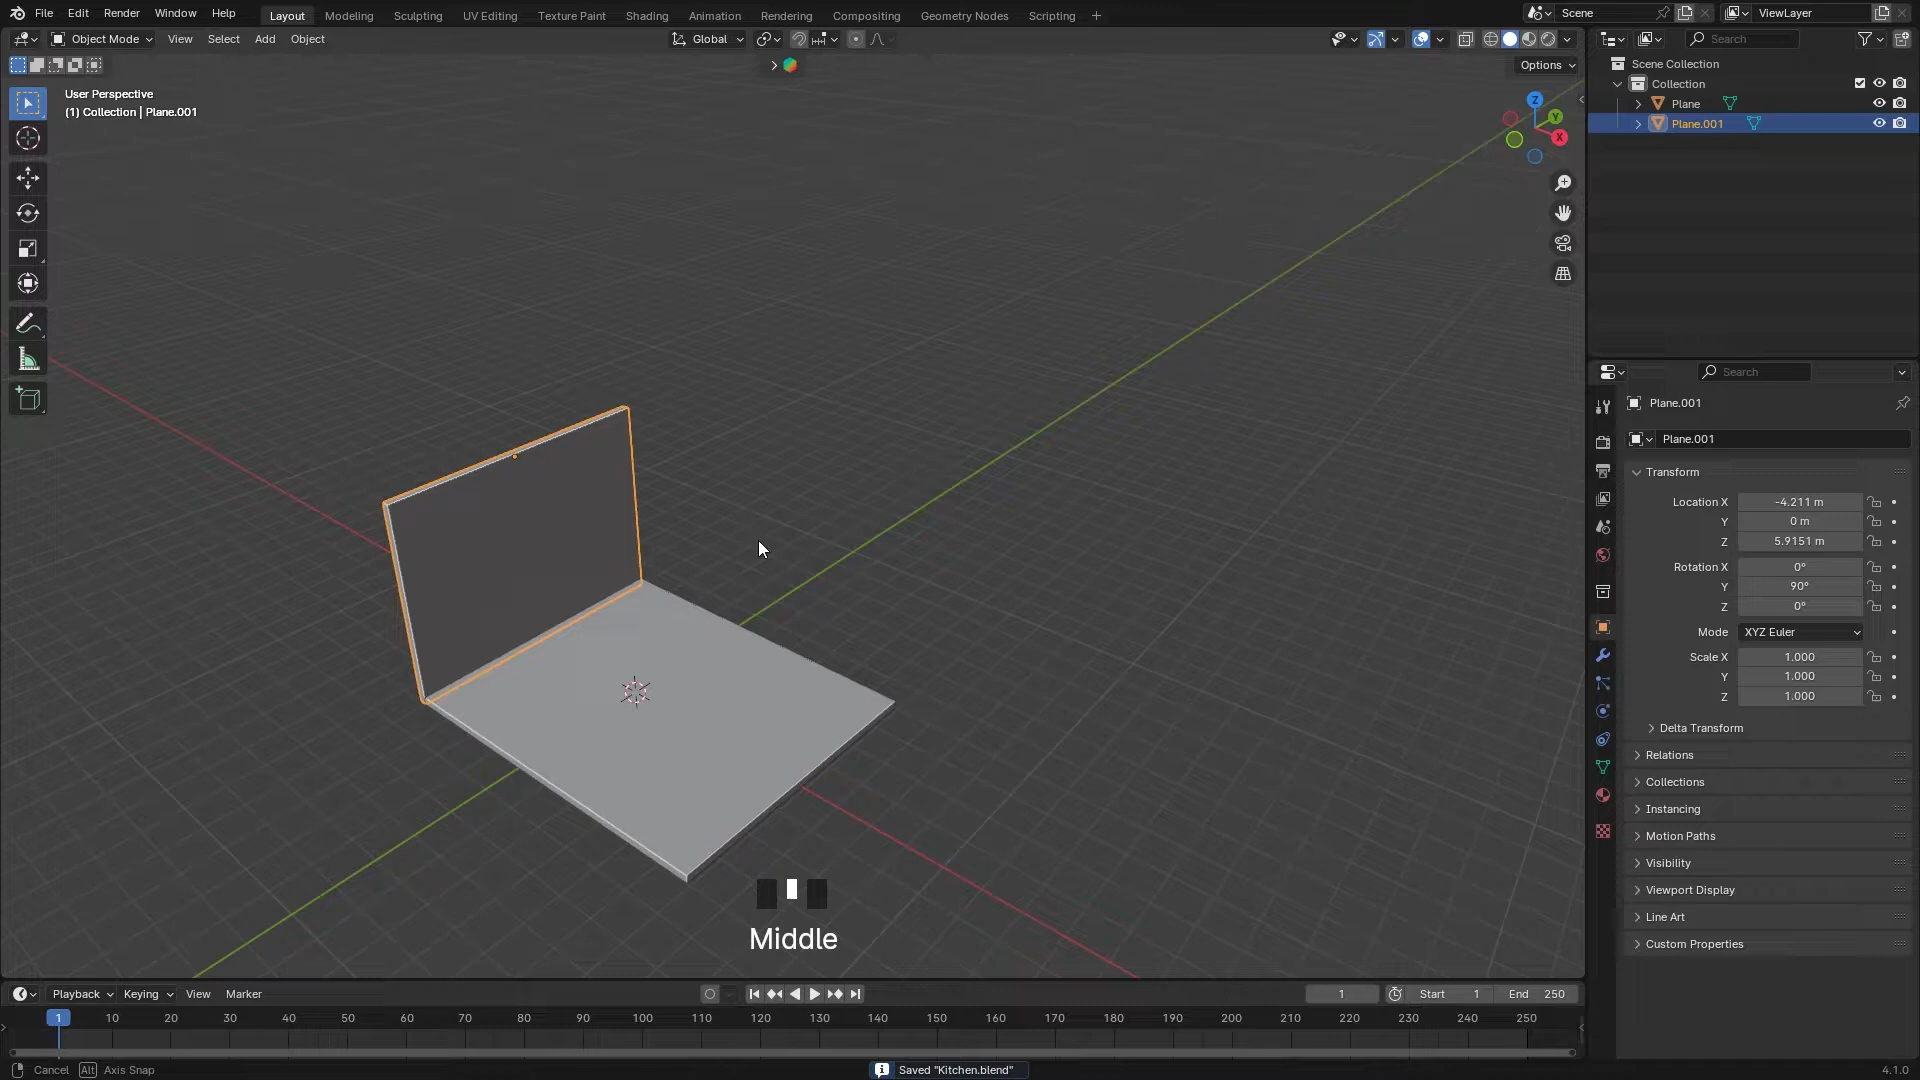 File Edit Render Window Help Layout Modeling Sculpting UV Editing Texture Paint Shading Animation Rendering Compositing Geometry Nodes Scripting + Scene ViewLayer
Object Mode View Select Add Object Global Search
Options
User Perspective
(1) Collection | Plane.001
Z
Y
X
Scene Collection
Collection
Plane
Plane.001
Search
Plane.001
Plane.001
Transform
Location X -4.211 m
Y 0 m
Z 5.9151 m
Rotation X 0°
Y 90°
Z 0°
Mode XYZ Euler
Scale X 1.000
Y 1.000
Z 1.000
Delta Transform
Relations
Collections
Instancing
Motion Paths
Visibility
Viewport Display
Line Art
Custom Properties
Middle
Playback Keying View Marker 1 Start 1 End 250
1 10 20 30 40 50 60 70 80 90 100 110 120 130 140 150 160 170 180 190 200 210 220 230 240 250
Cancel Alt Axis Snap Saved "Kitchen.blend" 4.1.0